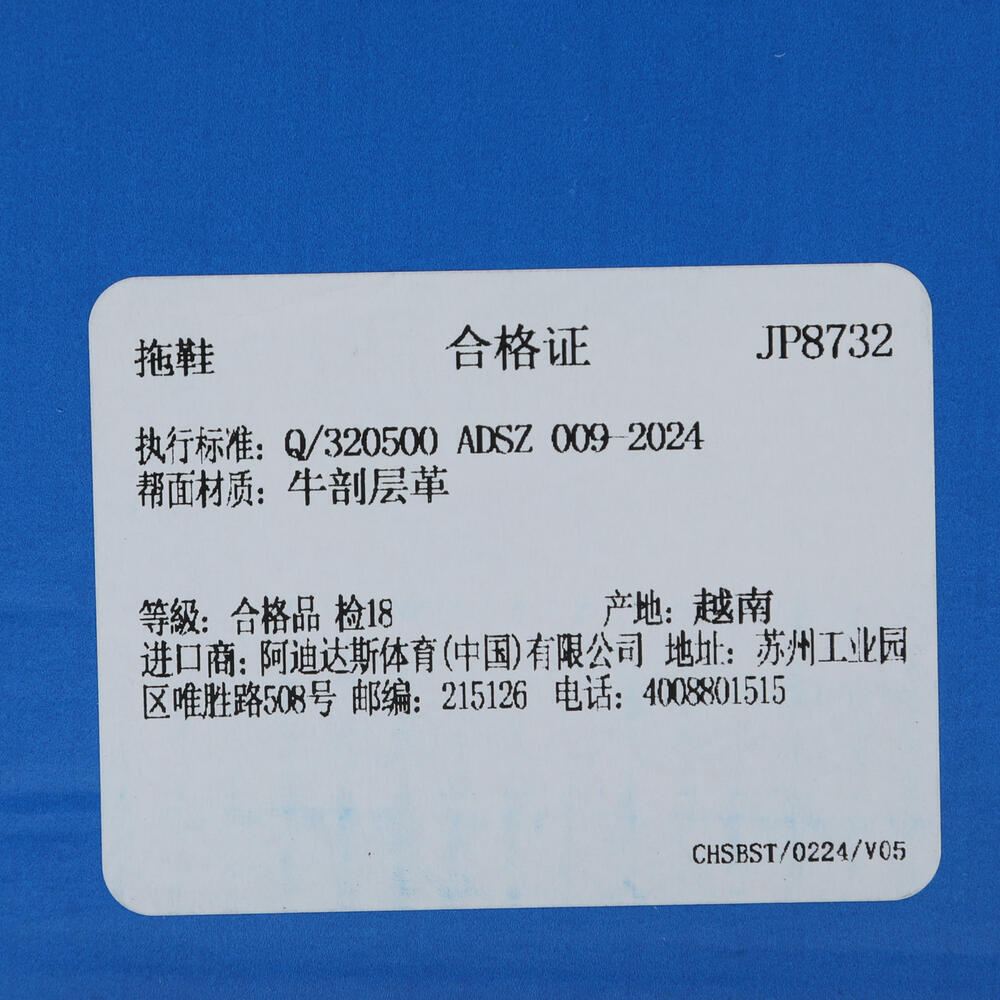 拖鞋 合格证 JP8732
执行标准: Q/320500 ADSZ 009-2024
帮面材质: 牛剖层革
等级: 合格品 检18 产地: 越南
进口商: 阿迪达斯体育(中国)有限公司 地址: 苏州工业园
区唯胜路508号 邮编: 215126 电话: 4008801515
CHSBST/0224/V05